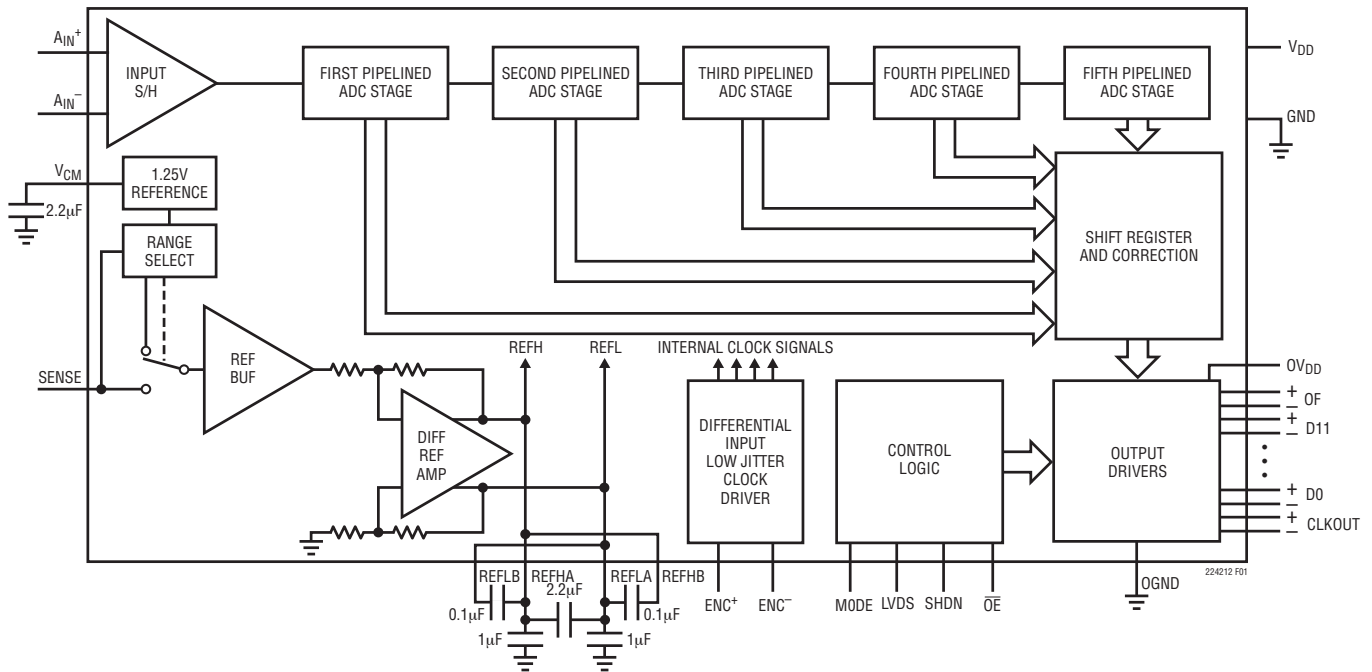 AIN+
AIN−
INPUT
S/H
FIRST PIPELINED
ADC STAGE
SECOND PIPELINED
ADC STAGE
THIRD PIPELINED
ADC STAGE
FOURTH PIPELINED
ADC STAGE
FIFTH PIPELINED
ADC STAGE
VDD
GND
VCM
2.2µF
1.25V
REFERENCE
RANGE
SELECT
SHIFT REGISTER
AND CORRECTION
SENSE
REF
BUF
DIFF
REF
AMP
REFH
REFL
INTERNAL CLOCK SIGNALS
DIFFERENTIAL
INPUT
LOW JITTER
CLOCK
DRIVER
CONTROL
LOGIC
OUTPUT
DRIVERS
OVDD
+
− OF
+
− D11
+
− D0
+
− CLKOUT
REFLB
REFHA
REFLA
REFHB
2.2µF
0.1µF
0.1µF
1µF
1µF
ENC+
ENC−
MODE
LVDS
SHDN
OE
OGND
224212 F01